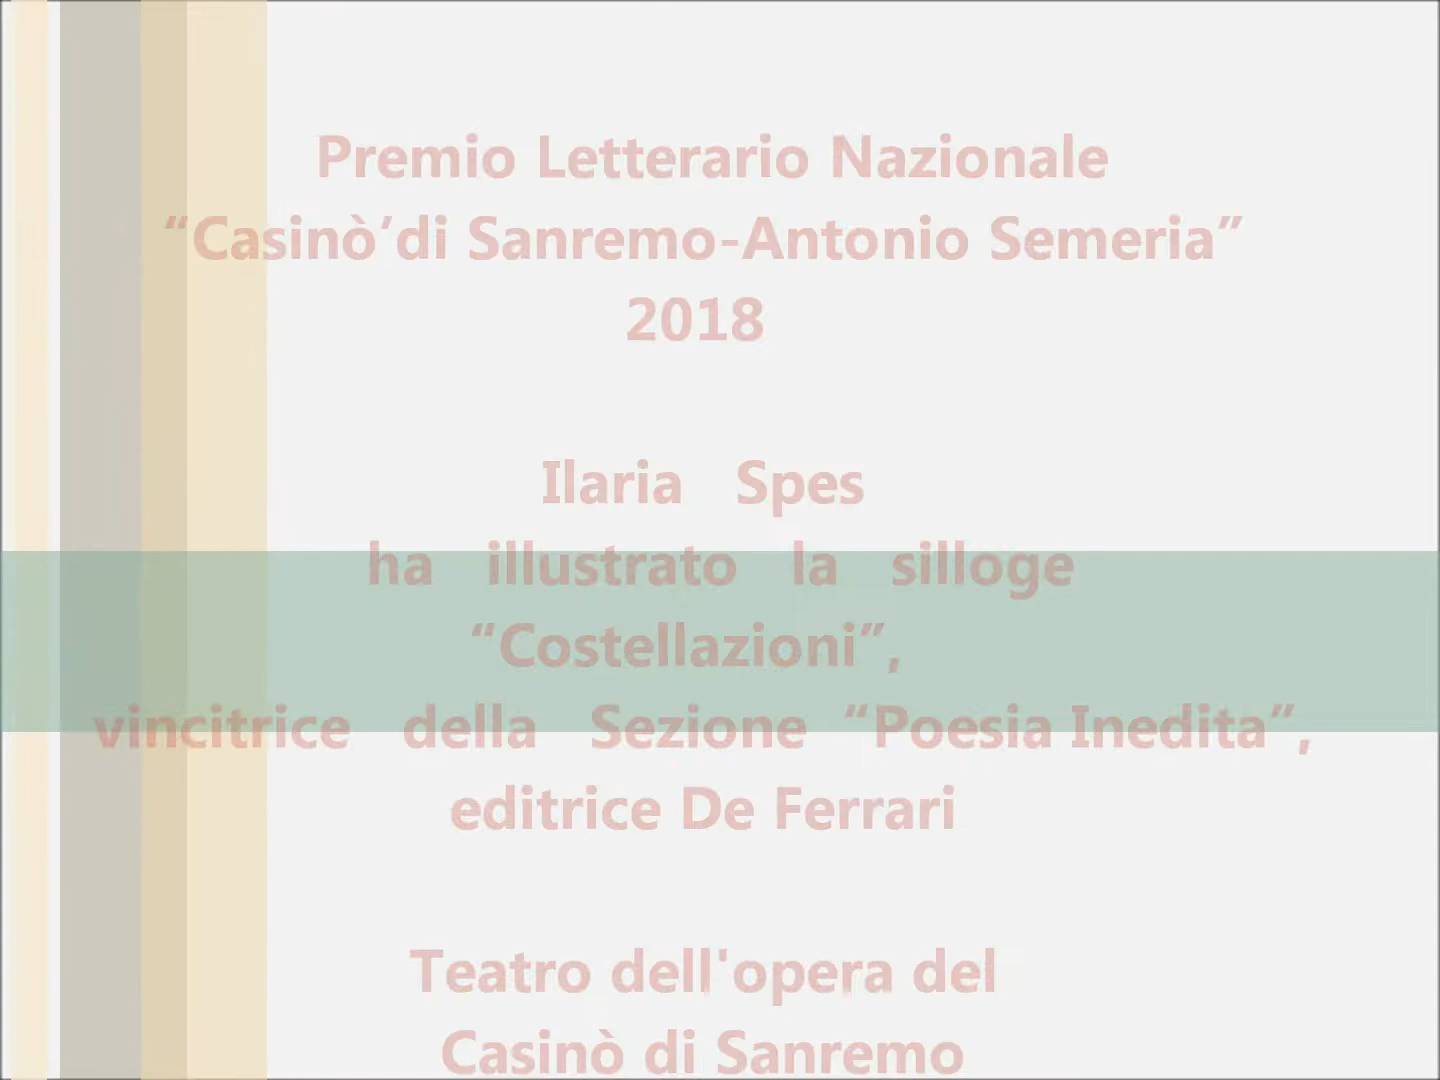 Premio Letterario Nazionale
“Casinò’di Sanremo-Antonio Semeria”
2018
Ilaria Spes
ha illustrato la silloge
“Costellazioni”,
vincitrice della Sezione “Poesia Inedita”,
editrice De Ferrari
Teatro dell'opera del
Casinò di Sanremo